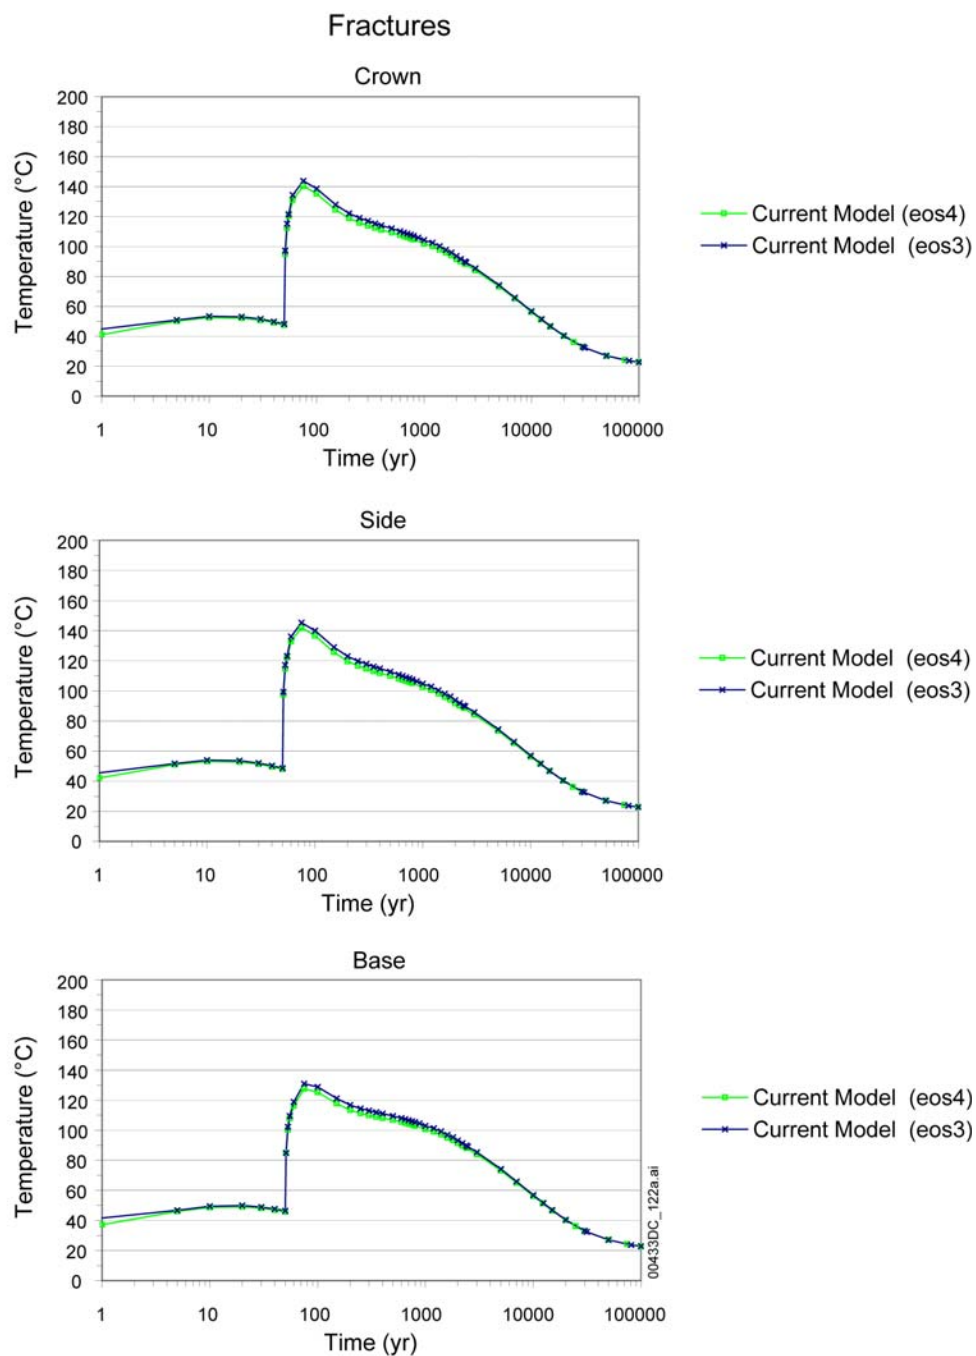 Fractures
Crown
200
180
160
140
120
100
80
60
40
20
0
Temperature (°C)
1 10 100 1000 10000 100000
Time (yr)
Current Model (eos4)
Current Model (eos3)
Side
200
180
160
140
120
100
80
60
40
20
0
Temperature (°C)
1 10 100 1000 10000 100000
Time (yr)
Current Model (eos4)
Current Model (eos3)
Base
200
180
160
140
120
100
80
60
40
20
0
Temperature (°C)
1 10 100 1000 10000 100000
Time (yr)
Current Model (eos4)
Current Model (eos3)
00433DC_122a.ai